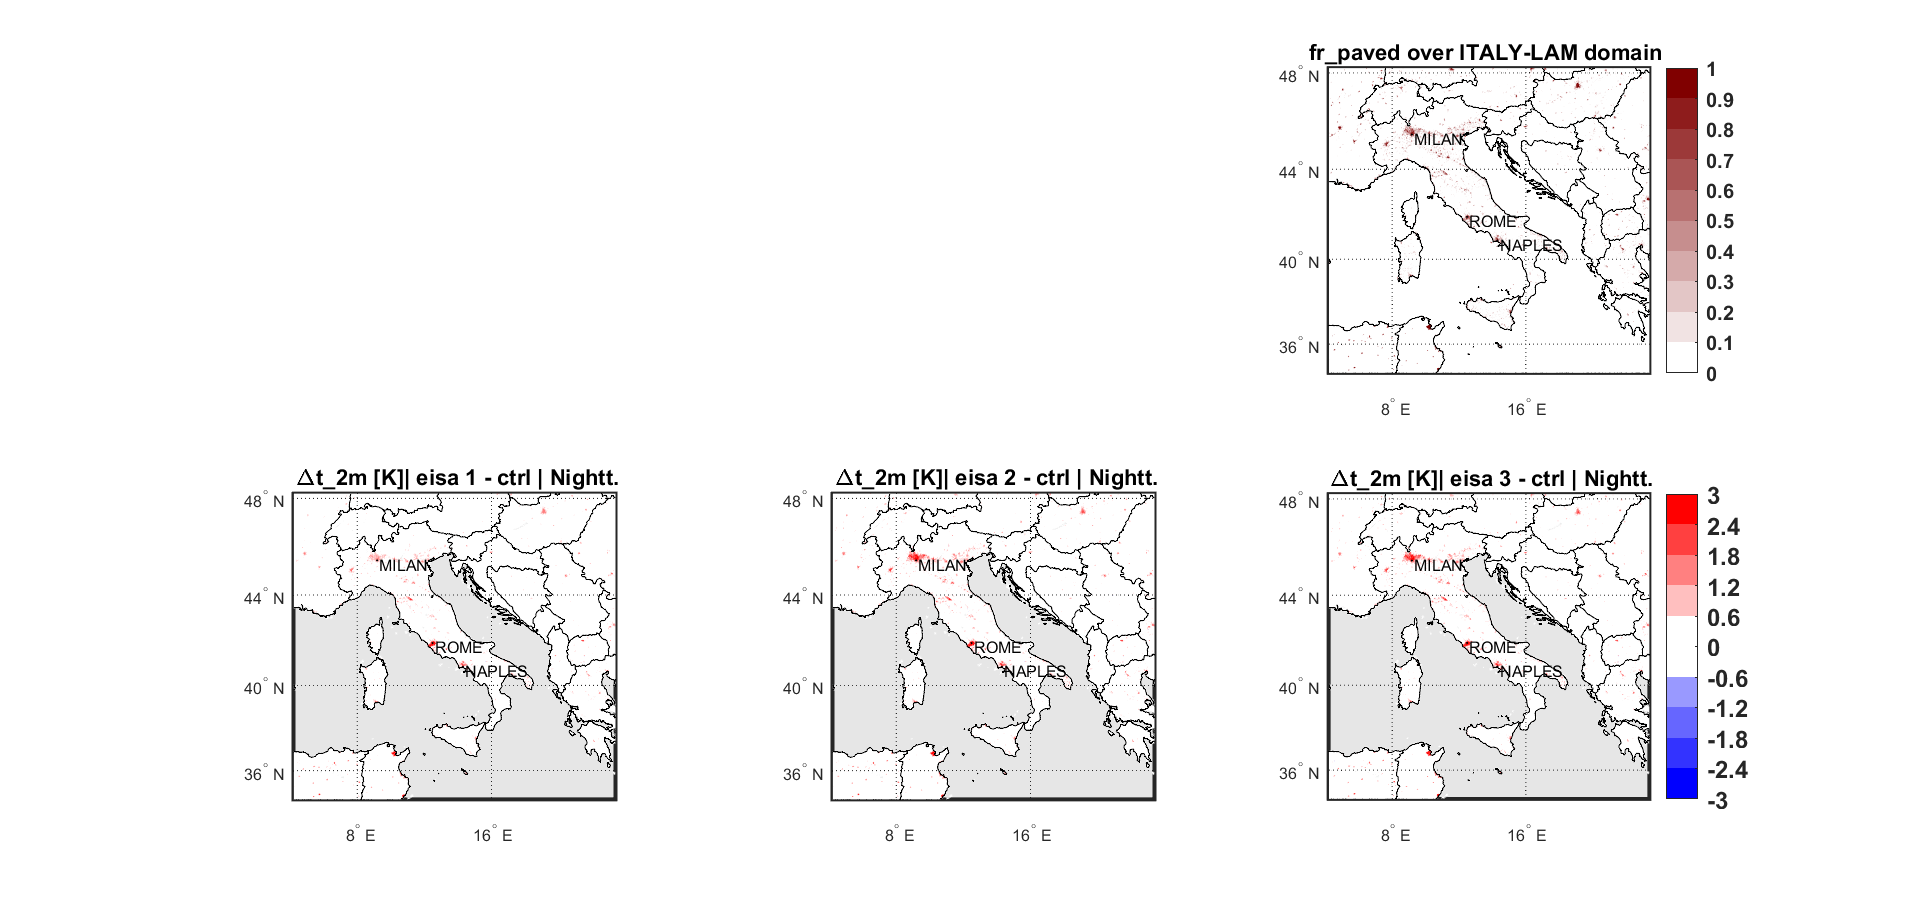 fr_paved over ITALY-LAM domain
48° N
44° N
40° N
36° N
8° E
16° E
MILAN
ROME
NAPLES
1
0.9
0.8
0.7
0.6
0.5
0.4
0.3
0.2
0.1
0
Δt_2m [K]| eisa 1 - ctrl | Nightt.
48° N
44° N
40° N
36° N
8° E
16° E
MILAN
ROME
NAPLES
Δt_2m [K]| eisa 2 - ctrl | Nightt.
48° N
44° N
40° N
36° N
8° E
16° E
MILAN
ROME
NAPLES
Δt_2m [K]| eisa 3 - ctrl | Nightt.
48° N
44° N
40° N
36° N
8° E
16° E
MILAN
ROME
NAPLES
3
2.4
1.8
1.2
0.6
0
-0.6
-1.2
-1.8
-2.4
-3